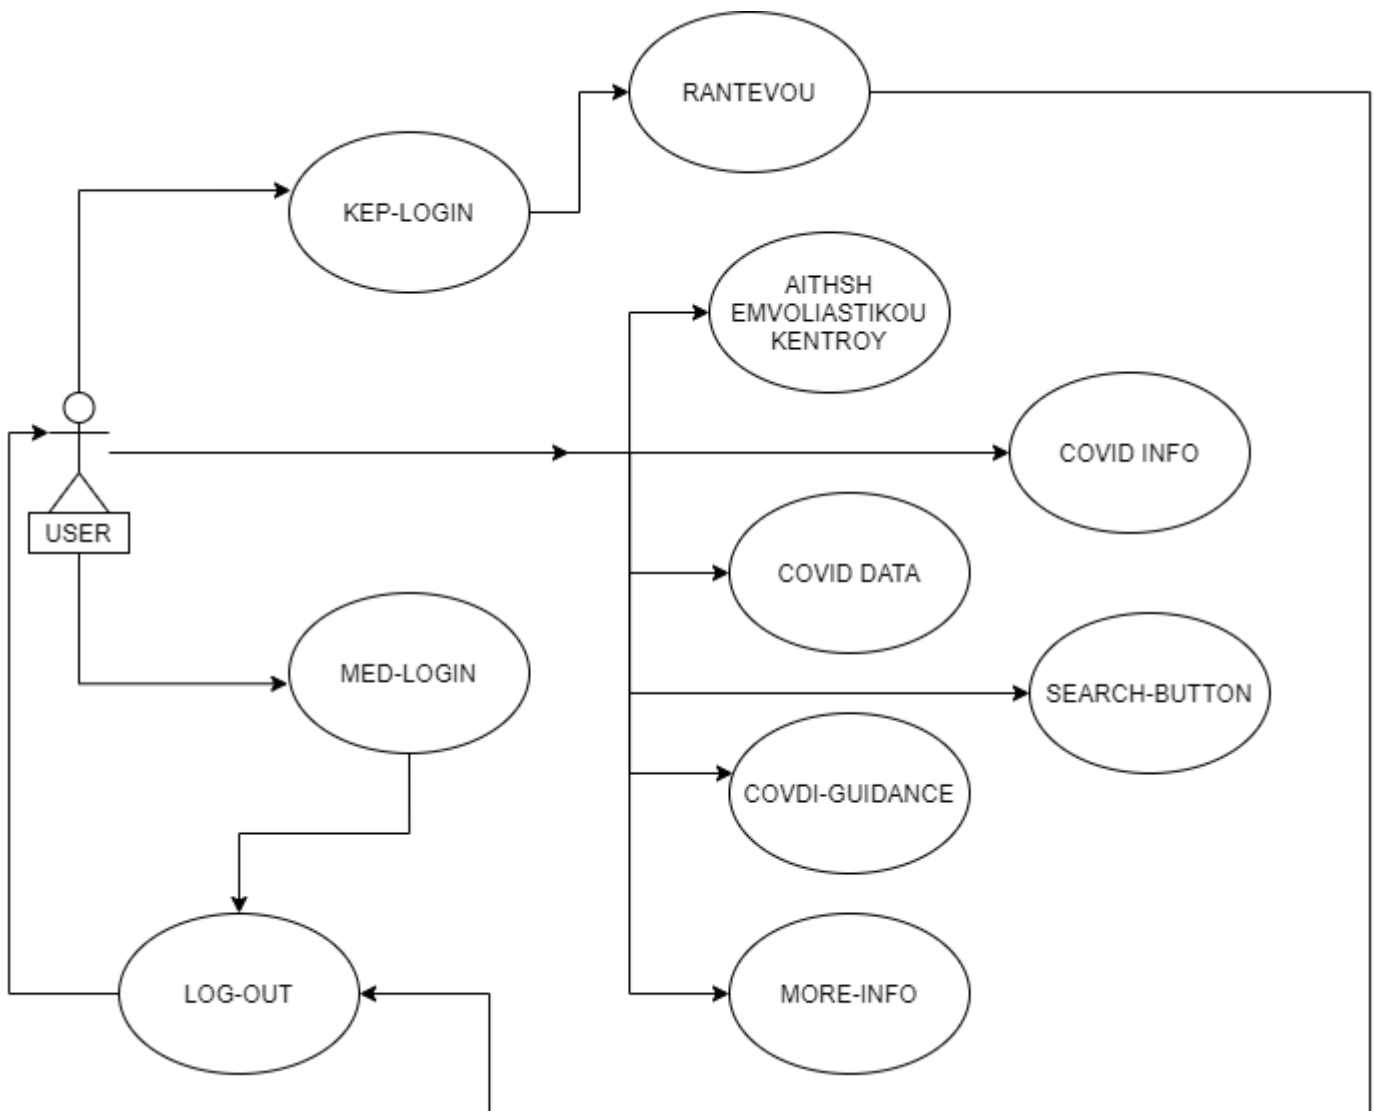 RANTEVOU
KEP-LOGIN
AITHSH
EMVOLIASTIKOU
KENTROY
COVID INFO
USER
COVID DATA
MED-LOGIN
SEARCH-BUTTON
COVDI-GUIDANCE
LOG-OUT
MORE-INFO